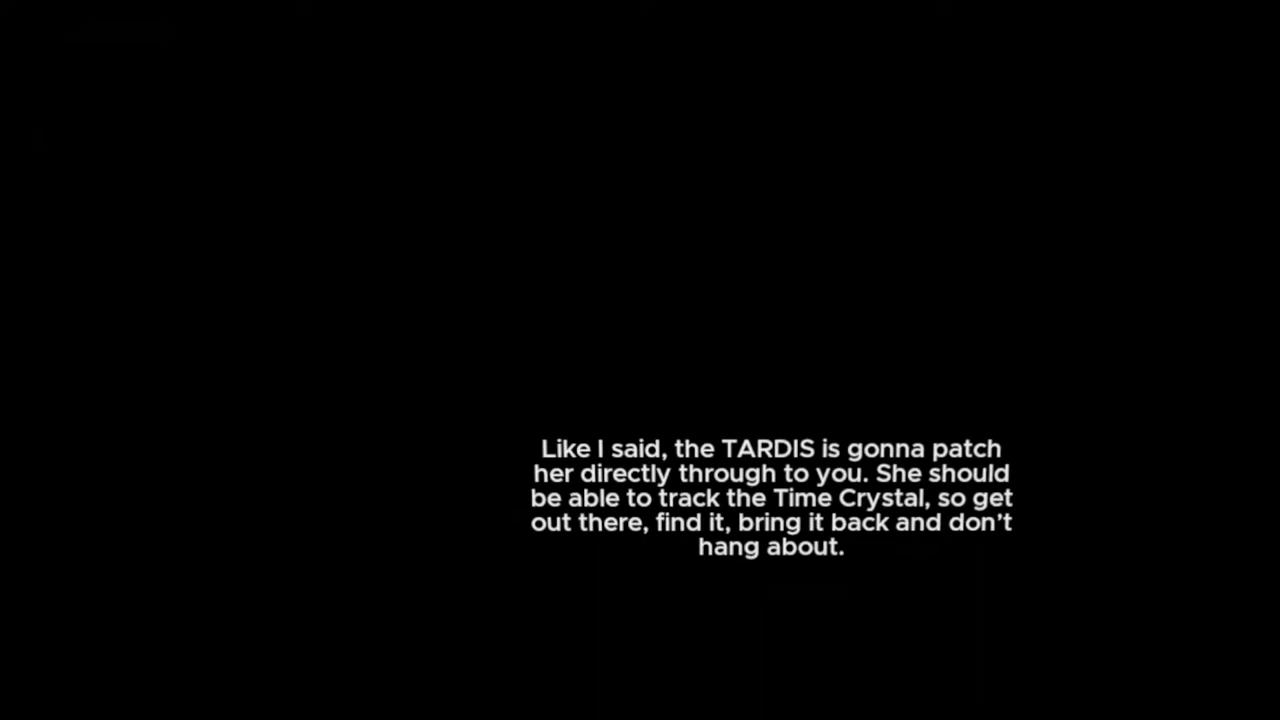 Like I said, the TARDIS is gonna patch
her directly through to you. She should
be able to track the Time Crystal, so get
out there, find it, bring it back and don’t
hang about.